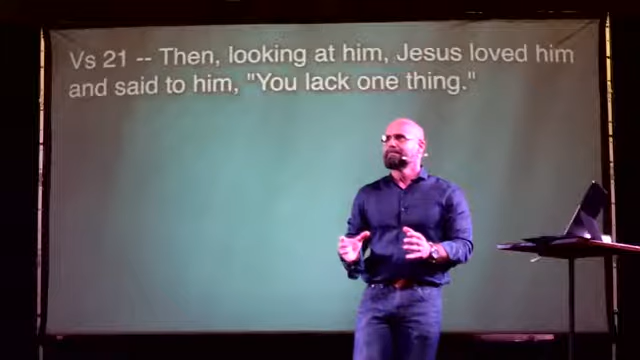 Vs 21 -- Then, looking at him, Jesus loved him
and said to him, "You lack one thing."